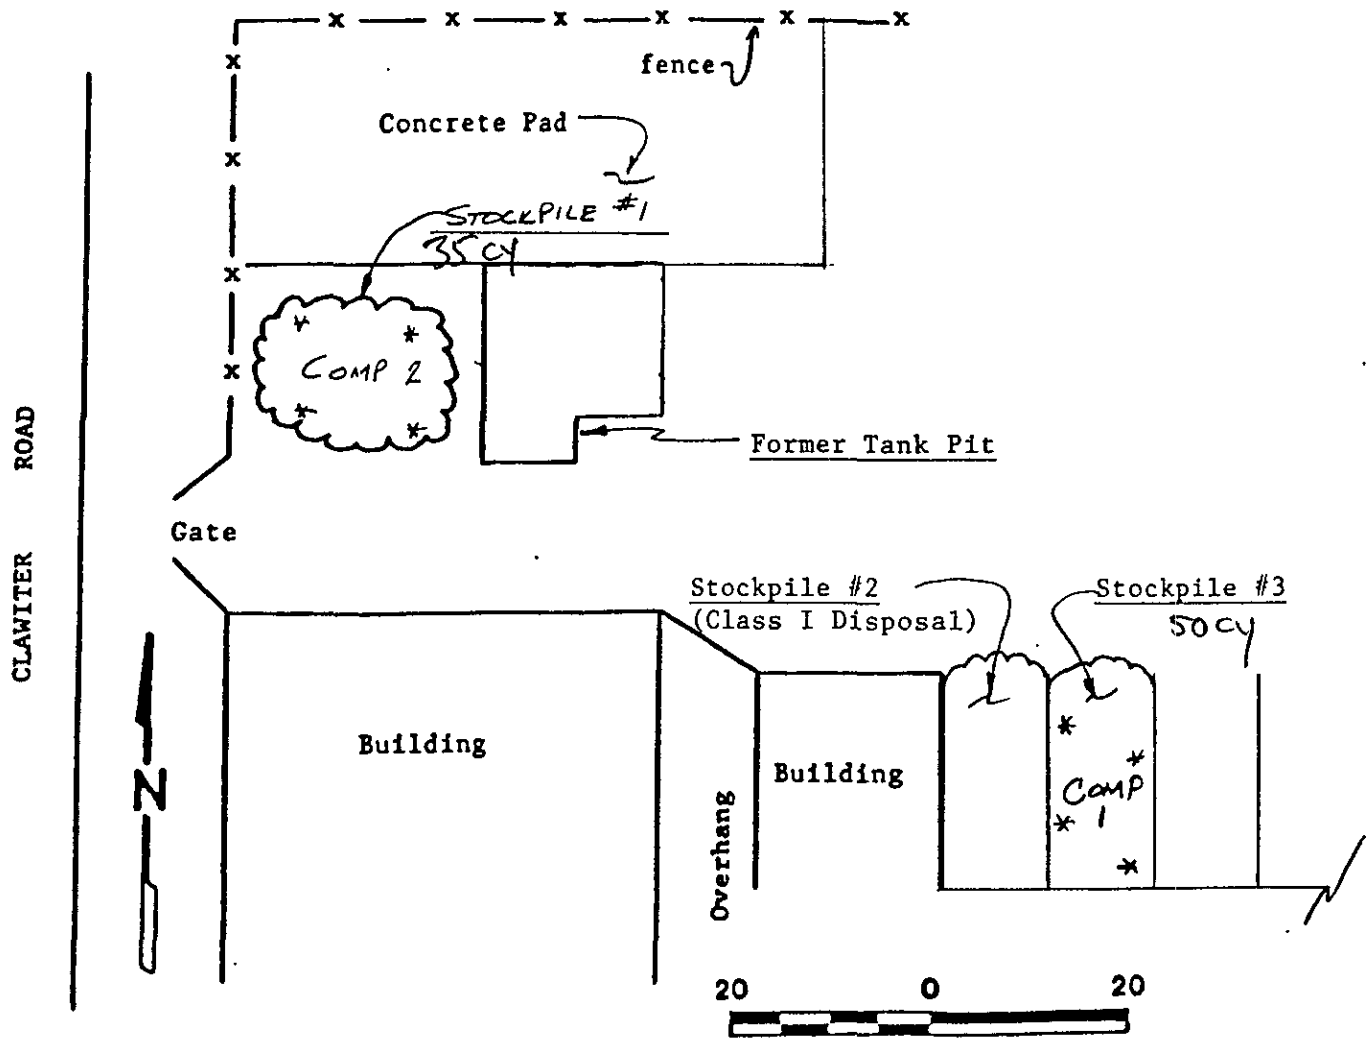 x x x x x x
x
fence
Concrete Pad
x
STOCKPILE #1
35 CY
x
* *
COMP 2
x
* *
Former Tank Pit
CLAWITER ROAD
Gate
Stockpile #2
(Class I Disposal)
Stockpile #3
50 CY
N
Building
Building
Overhang
*
*
COMP
1
*
*
20 0 20